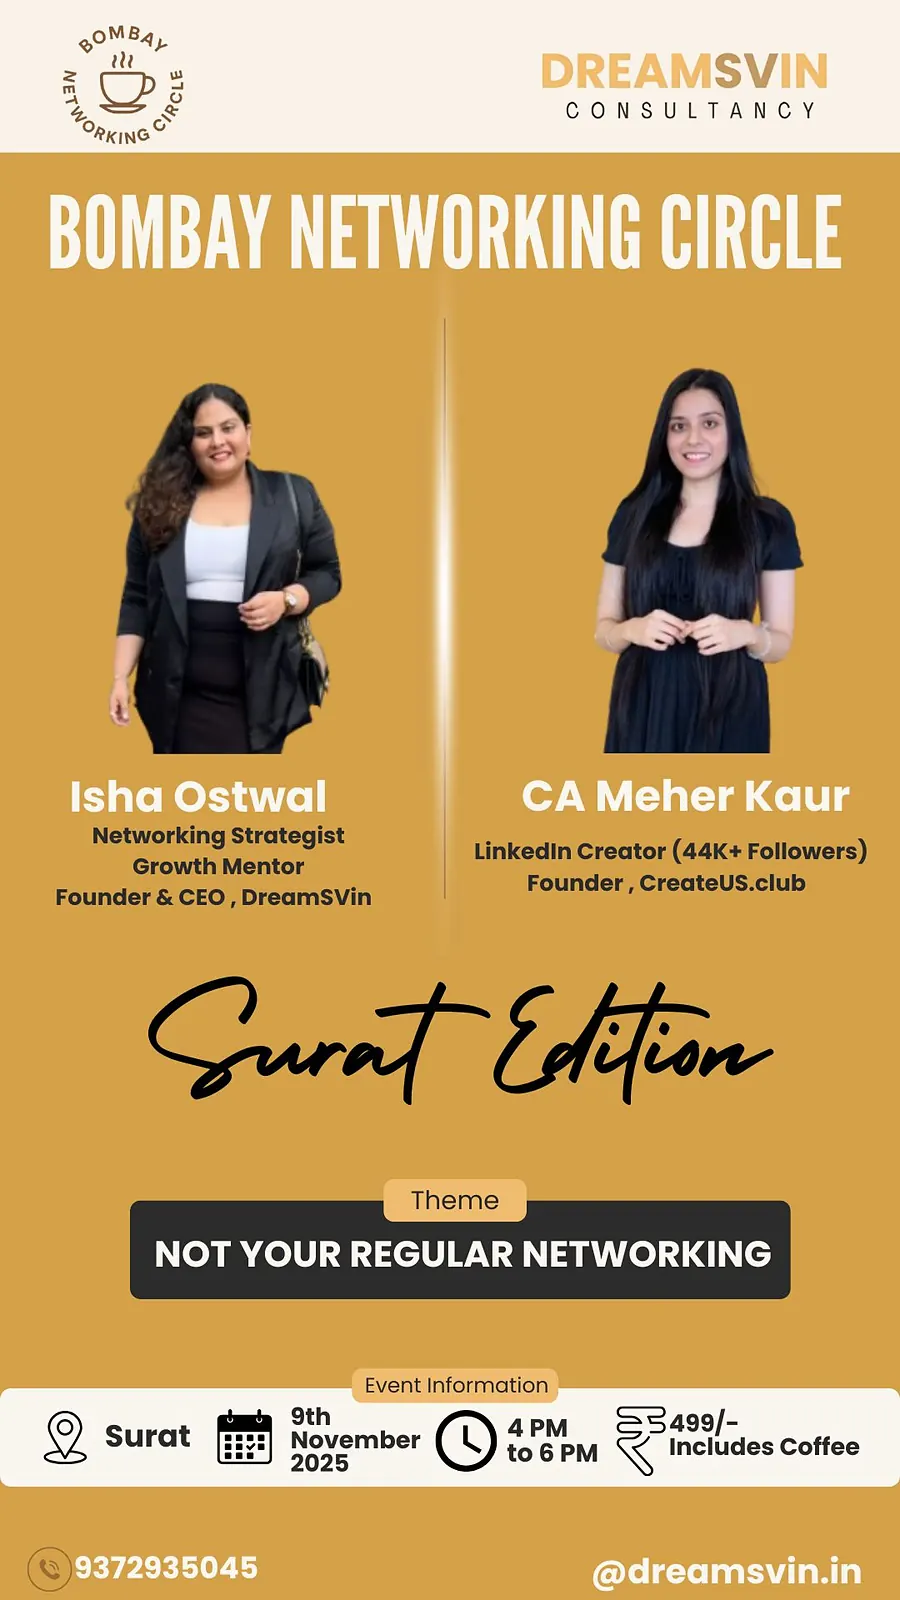 BOMBAY
NETWORKING CIRCLE
DREAMSVIN
CONSULTANCY
BOMBAY NETWORKING CIRCLE
Isha Ostwal
Networking Strategist
Growth Mentor
Founder & CEO , DreamSVin
CA Meher Kaur
LinkedIn Creator (44K+ Followers)
Founder , CreateUS.club
Surat Edition
Theme
NOT YOUR REGULAR NETWORKING
Event Information
Surat
9th
November
2025
4 PM
to 6 PM
499/-
Includes Coffee
9372935045
@dreamsvin.in